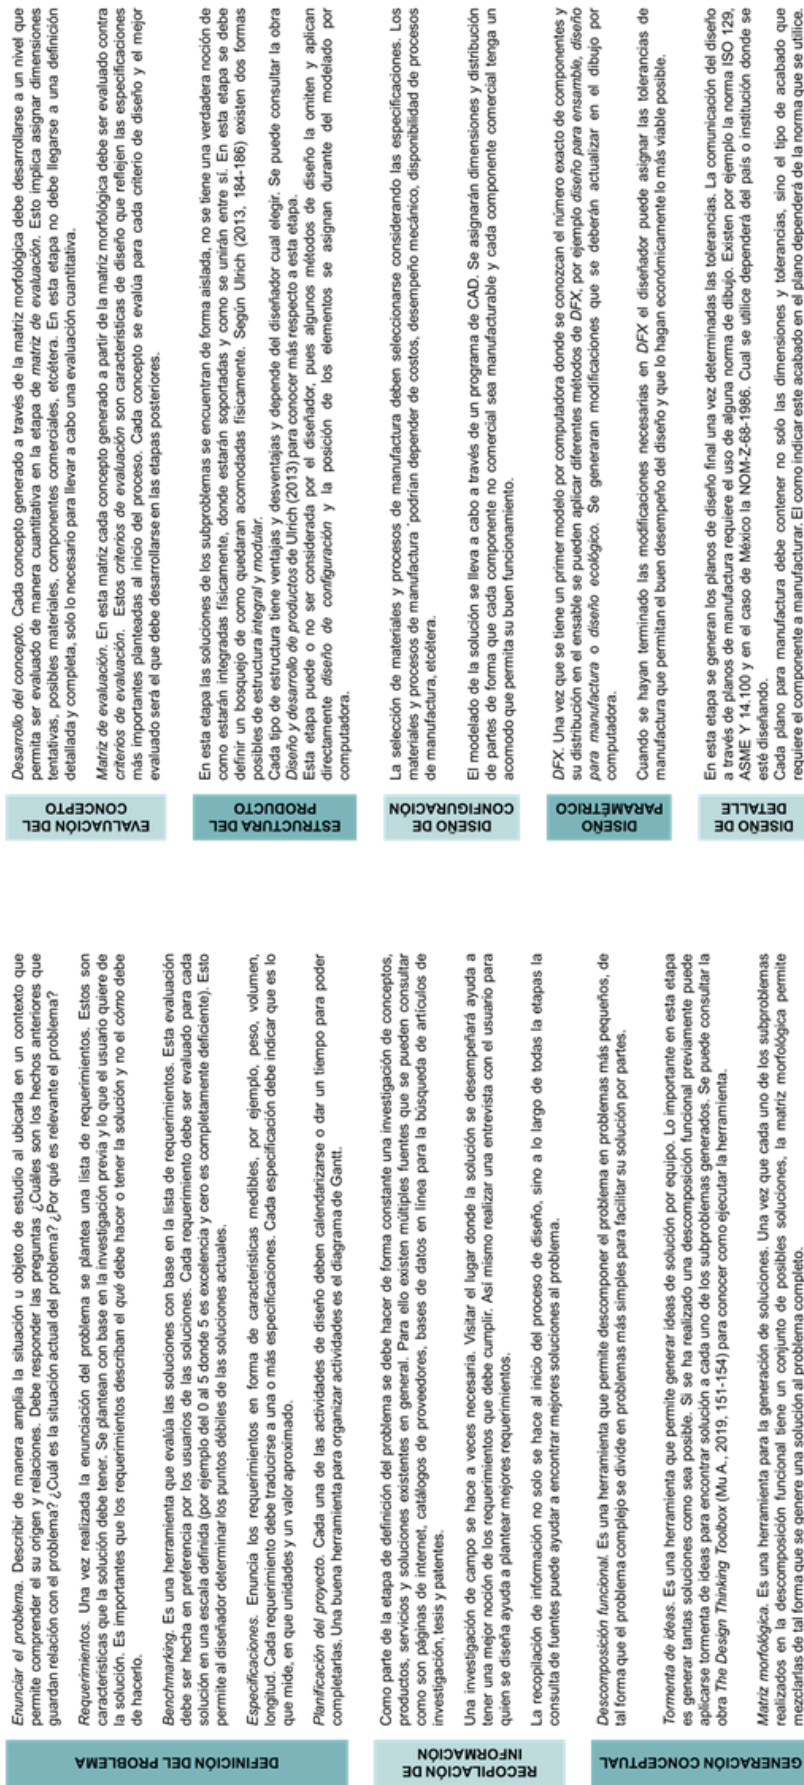 DEFINICIÓN DEL PROBLEMA
Enunciar el problema. Describir de manera amplia la situación u objeto de estudio al ubicarla en un contexto que
permite comprender el su origen y relaciones. Debe responder las preguntas ¿Cuáles son los hechos anteriores que
guardan relación con el problema? ¿Cuál es la situación actual del problema? ¿Por qué es relevante el problema?
Requerimientos. Una vez realizada la enunciación del problema se plantea una lista de requerimientos. Estos son
características que la solución debe tener. Se plantean con base en la investigación previa y lo que el usuario quiere de
la solución. Es importantes que los requerimientos describan el qué debe hacer o tener la solución y no el cómo debe
de hacerlo.
Benchmarking. Es una herramienta que evalúa las soluciones con base en la lista de requerimientos. Esta evaluación
debe ser hecha en preferencia por los usuarios de las soluciones. Cada requerimiento debe ser evaluado para cada
solución en una escala definida (por ejemplo del 0 al 5 donde 5 es excelencia y cero es completamente deficiente). Esto
permite al diseñador determinar los puntos débiles de las soluciones actuales.
Especificaciones. Enuncia los requerimientos en forma de características medibles, por ejemplo, peso, volumen,
longitud. Cada requerimiento debe traducirse a una o más especificaciones. Cada especificación debe indicar que es lo
que mide, en que unidades y un valor aproximado.
Planificación del proyecto. Cada una de las actividades de diseño deben calendarizarse o dar un tiempo para poder
completarlas. Una buena herramienta para organizar actividades es el diagrama de Gantt.
RECOPILACIÓN DE
INFORMACIÓN
Como parte de la etapa de definición del problema se debe hacer de forma constante una investigación de conceptos,
productos, servicios y soluciones existentes en general. Para ello existen múltiples fuentes que se pueden consultar
como son páginas de internet, catálogos de proveedores, bases de datos en línea para la búsqueda de artículos de
investigación, tesis y patentes.
Una investigación de campo se hace a veces necesaria. Visitar el lugar donde la solución se desempeñará ayuda a
tener una mejor noción de los requerimientos que debe cumplir. Así mismo realizar una entrevista con el usuario para
quien se diseña ayuda a plantear mejores requerimientos.
La recopilación de información no solo se hace al inicio del proceso de diseño, sino a lo largo de todas la etapas la
consulta de fuentes puede ayudar a encontrar mejores soluciones al problema.
GENERACIÓN CONCEPTUAL
Descomposición funcional. Es una herramienta que permite descomponer el problema en problemas más pequeños, de
tal forma que el problema complejo se divide en problemas más simples para facilitar su solución por partes.
Tormenta de ideas. Es una herramienta que permite generar ideas de solución por equipo. Lo importante en esta etapa
es generar tantas soluciones como sea posible. Si se ha realizado una descomposición funcional previamente puede
aplicarse tormenta de ideas para encontrar solución a cada uno de los subproblemas generados. Se puede consultar la
obra The Design Thinking Toolbox (Mu A., 2019, 151-154) para conocer como ejecutar la herramienta.
Matriz morfológica. Es una herramienta para la generación de soluciones. Una vez que cada uno de los subproblemas
realizados en la descomposición funcional tiene un conjunto de posibles soluciones, la matriz morfológica permite
mezclarlas de tal forma que se genere una solución al problema completo.
EVALUACIÓN DEL
CONCEPTO
Desarrollo del concepto. Cada concepto generado a través de la matriz morfológica debe desarrollarse a un nivel que
permita ser evaluado de manera cuantitativa en la etapa de matriz de evaluación. Esto implica asignar dimensiones
tentativas, posibles materiales, componentes comerciales, etcétera. En esta etapa no debe llegarse a una definición
detallada y completa, solo lo necesario para llevar a cabo una evaluación cuantitativa.
Matriz de evaluación. En esta matriz cada concepto generado a partir de la matriz morfológica debe ser evaluado contra
criterios de evaluación. Estos criterios de evaluación son características de diseño que reflejen las especificaciones
más importantes planteadas al inicio del proceso. Cada concepto se evalúa para cada criterio de diseño y el mejor
evaluado será el que debe desarrollarse en las etapas posteriores.
ESTRUCTURA DEL
PRODUCTO
En esta etapa las soluciones de los subproblemas se encuentran de forma aislada, no se tiene una verdadera noción de
como estarán integradas físicamente, donde estarán soportadas y como se unirán entre sí. En esta etapa se debe
definir un bosquejo de como quedaran acomodadas físicamente. Según Ulrich (2013, 184-186) existen dos formas
posibles de estructura integral y modular.
Cada tipo de estructura tiene ventajas y desventajas y depende del diseñador cual elegir. Se puede consultar la obra
Diseño y desarrollo de productos de Ulrich (2013) para conocer más respecto a esta etapa.
Esta etapa puede o no ser considerada por el diseñador, pues algunos métodos de diseño la omiten y aplican
directamente diseño de configuración y la posición de los elementos se asignan durante del modelado por
computadora.
DISEÑO DE
CONFIGURACIÓN
La selección de materiales y procesos de manufactura deben seleccionarse considerando las especificaciones. Los
materiales y procesos de manufactura ´podrían depender de costos, desempeño mecánico, disponibilidad de procesos
de manufactura, etcétera.
El modelado de la solución se lleva a cabo a través de un programa de CAD. Se asignarán dimensiones y distribución
de partes de forma que cada componente no comercial sea manufacturable y cada componente comercial tenga un
acomodo que permita su buen funcionamiento.
DISEÑO
PARAMÉTRICO
DFX. Una vez que se tiene un primer modelo por computadora donde se conozcan el número exacto de componentes y
su distribución en el ensable se pueden aplicar diferentes métodos de DFX, por ejemplo diseño para ensamble, diseño
para manufactura o diseño ecológico. Se generaran modificaciones que se deberán actualizar en el dibujo por
computadora.
Cuando se hayan terminado las modificaciones necesarias en DFX el diseñador puede asignar las tolerancias de
manufactura que permitan el buen desempeño del diseño y que lo hagan económicamente lo más viable posible.
DISEÑO DE
DETALLE
En esta etapa se generan los planos de diseño final una vez determinadas las tolerancias. La comunicación del diseño
a través de planos de manufactura requiere el uso de alguna norma de dibujo. Existen por ejemplo la norma ISO 129,
ASME Y 14.100 y en el caso de México la NOM-Z-68-1986. Cual se utilice dependerá del país o institución donde se
esté diseñando.
Cada plano para manufactura debe contener no solo las dimensiones y tolerancias, sino el tipo de acabado que
requiere el componente a manufacturar. El como indicar este acabado en el plano dependerá de la norma que se utilice.